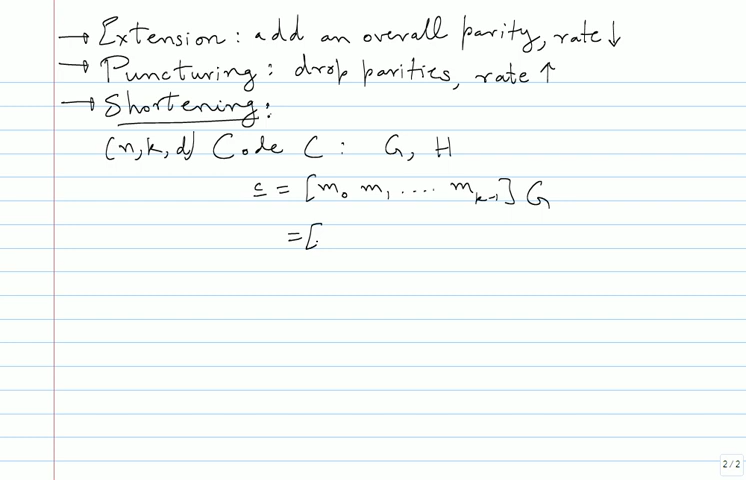 → Extension: add an overall parity, rate ↓
→ Puncturing: drop parities, rate ↑
→ Shortening:
(n, k, d) Code C: G, H
c = [m₀ m₁ .... mₖ₋₁] G
= [
2/2